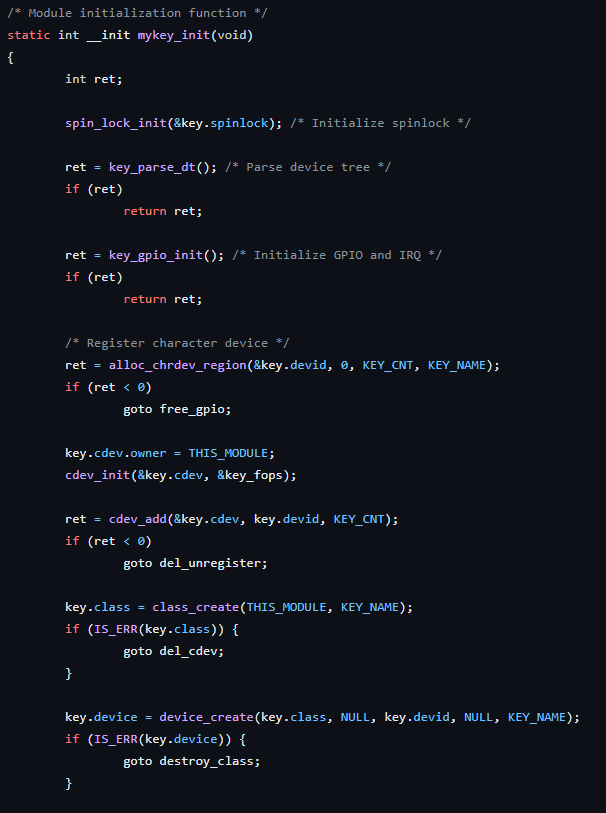 /* Module initialization function */
static int __init mykey_init(void)
{
        int ret;

        spin_lock_init(&key.spinlock); /* Initialize spinlock */

        ret = key_parse_dt(); /* Parse device tree */
        if (ret)
                return ret;

        ret = key_gpio_init(); /* Initialize GPIO and IRQ */
        if (ret)
                return ret;

        /* Register character device */
        ret = alloc_chrdev_region(&key.devid, 0, KEY_CNT, KEY_NAME);
        if (ret < 0)
                goto free_gpio;

        key.cdev.owner = THIS_MODULE;
        cdev_init(&key.cdev, &key_fops);

        ret = cdev_add(&key.cdev, key.devid, KEY_CNT);
        if (ret < 0)
                goto del_unregister;

        key.class = class_create(THIS_MODULE, KEY_NAME);
        if (IS_ERR(key.class)) {
                goto del_cdev;
        }

        key.device = device_create(key.class, NULL, key.devid, NULL, KEY_NAME);
        if (IS_ERR(key.device)) {
                goto destroy_class;
        }